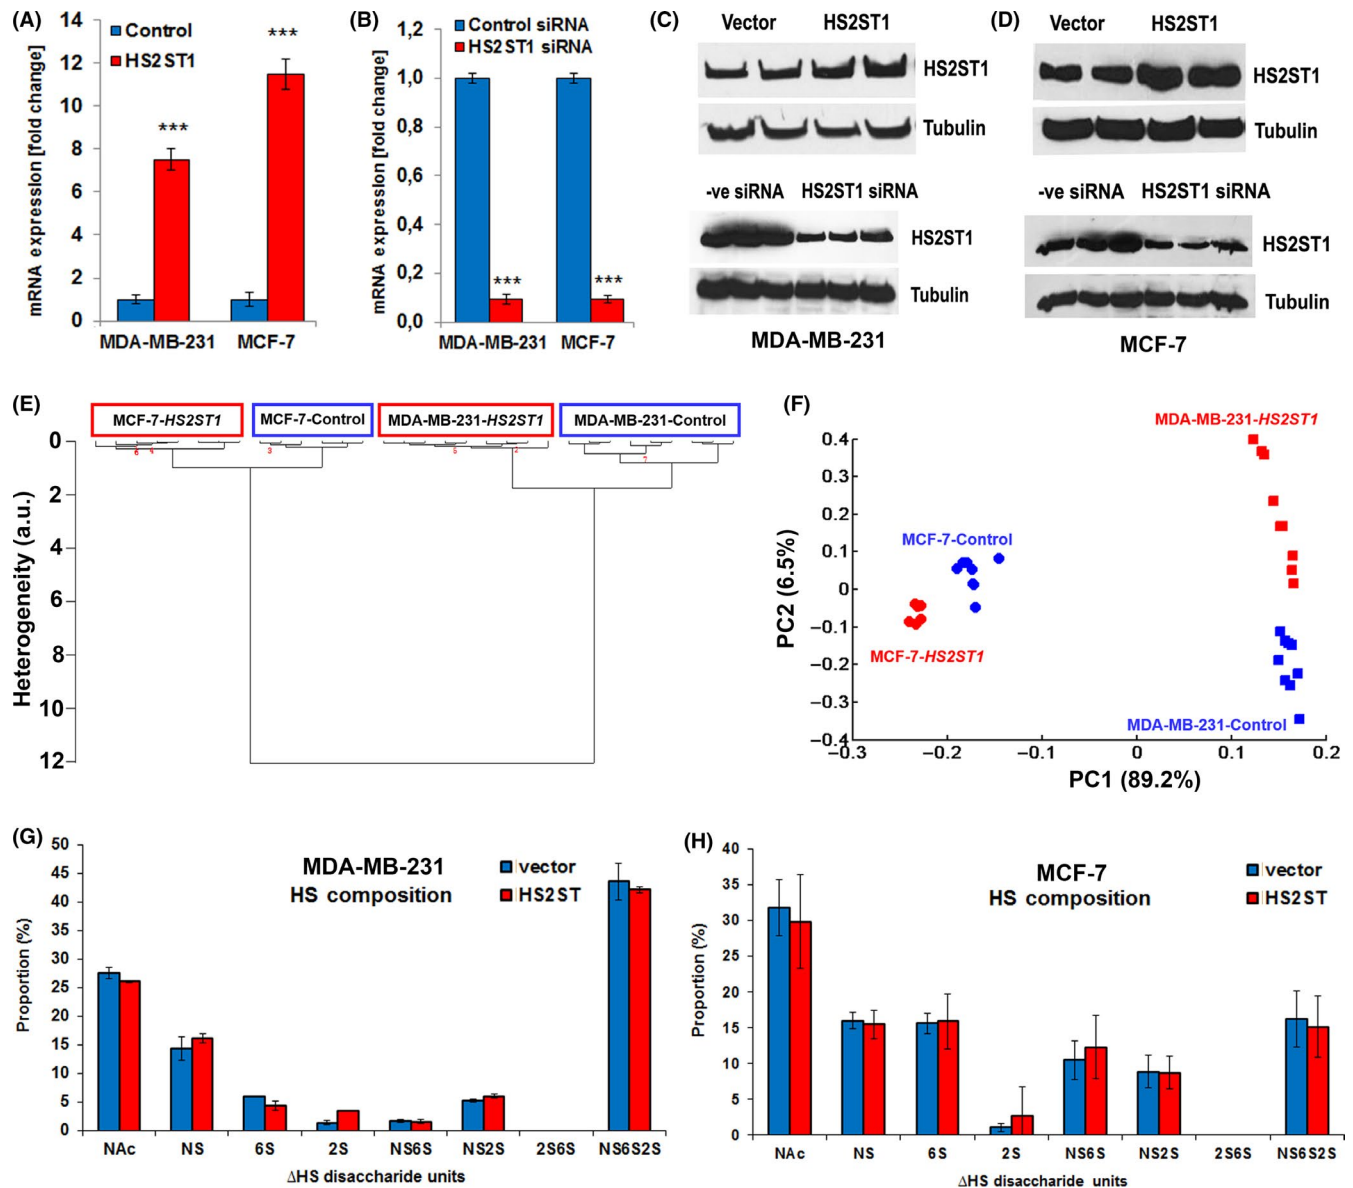 (A)
mRNA expression [fold change]
14
12
10
8
6
4
2
0
Control
HS2ST1
***
***
MDA-MB-231 MCF-7
(B)
mRNA expression [fold change]
1,2
1,0
0,8
0,6
0,4
0,2
0,0
Control siRNA
HS2ST1 siRNA
***
***
MDA-MB-231 MCF-7
(C)
Vector HS2ST1
HS2ST1
Tubulin
-ve siRNA HS2ST1 siRNA
HS2ST1
Tubulin
MDA-MB-231
(D)
Vector HS2ST1
HS2ST1
Tubulin
-ve siRNA HS2ST1 siRNA
HS2ST1
Tubulin
MCF-7
(E)
MCF-7-HS2ST1 MCF-7-Control MDA-MB-231-HS2ST1 MDA-MB-231-Control
Heterogeneity (a.u.)
0
2
4
6
8
10
12
3
5
7
(F)
MDA-MB-231-HS2ST1
MCF-7-Control
MCF-7-HS2ST1
MDA-MB-231-Control
PC2 (6.5%)
0.4
0.3
0.2
0.1
0
−0.1
−0.2
−0.3
−0.4
−0.3 −0.2 −0.1 0 0.1 0.2
PC1 (89.2%)
(G)
MDA-MB-231
HS composition
vector
HS2ST
Proportion (%)
50
45
40
35
30
25
20
15
10
5
0
NAc NS 6S 2S NS6S NS2S 2S6S NS6S2S
ΔHS disaccharide units
(H)
MCF-7
HS composition
vector
HS2ST
Proportion (%)
40
35
30
25
20
15
10
5
0
NAc NS 6S 2S NS6S NS2S 2S6S NS6S2S
ΔHS disaccharide units